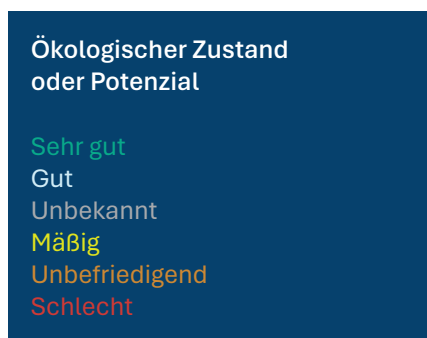 Ökologischer Zustand
oder Potenzial
Sehr gut
Gut
Unbekannt
Mäßig
Unbefriedigend
Schlecht